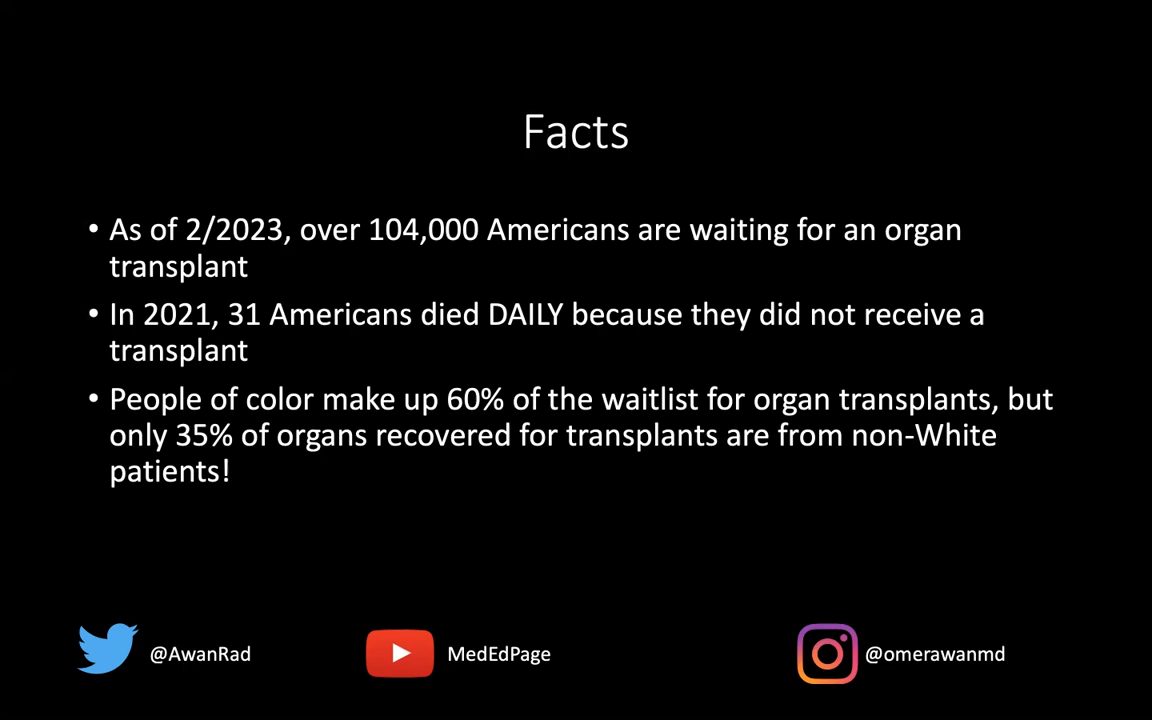 Facts
• As of 2/2023, over 104,000 Americans are waiting for an organ
transplant
• In 2021, 31 Americans died DAILY because they did not receive a
transplant
• People of color make up 60% of the waitlist for organ transplants, but
only 35% of organs recovered for transplants are from non-White
patients!
@AwanRad MedEdPage @omerawanmd